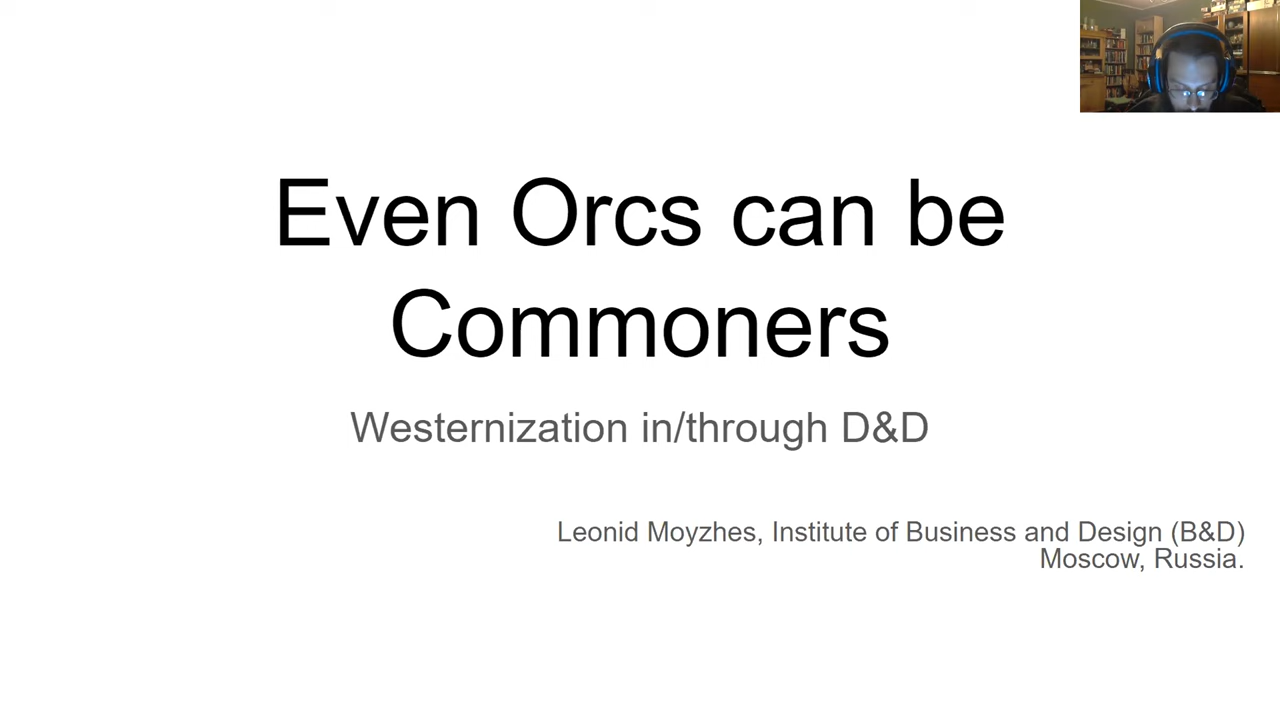 Even Orcs can be
Commoners
Westernization in/through D&D
Leonid Moyzhes, Institute of Business and Design (B&D)
Moscow, Russia.